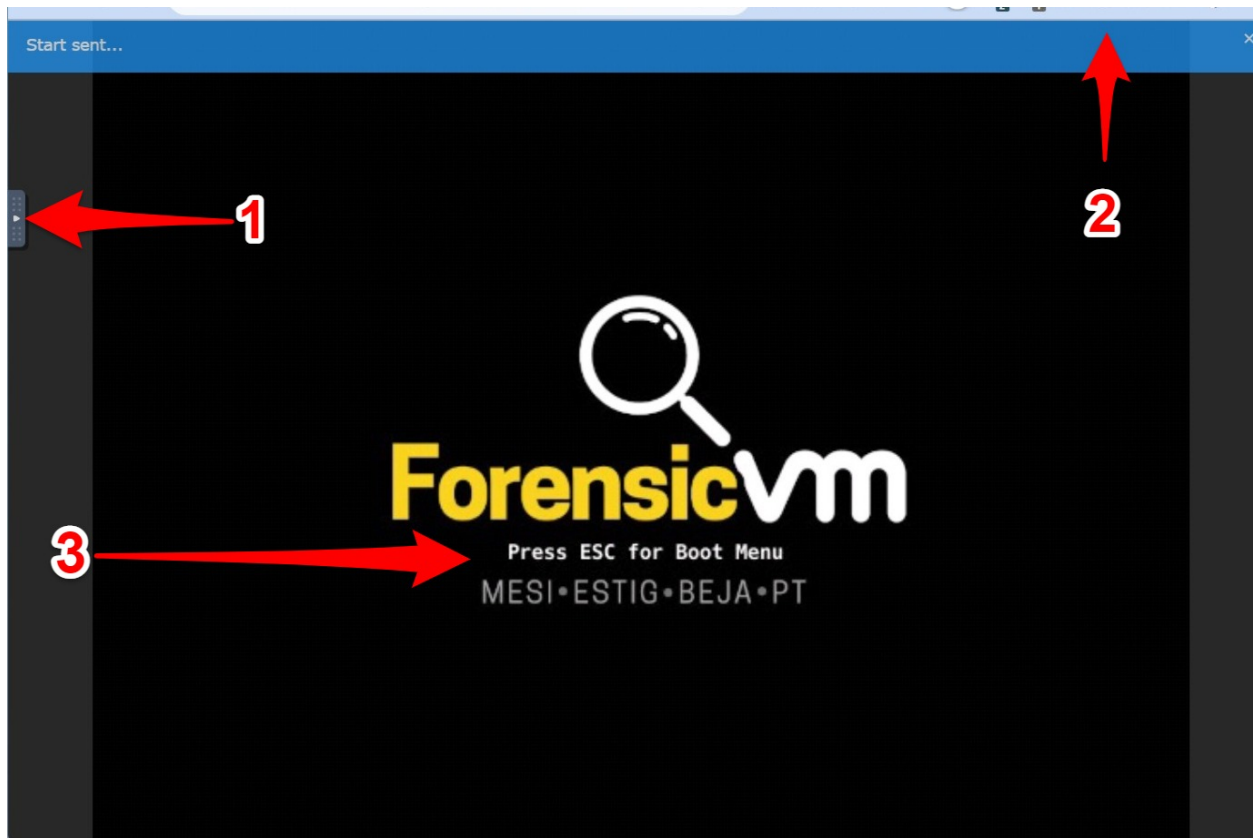 Start sent...
×
1
2
Forensicvm
3
Press ESC for Boot Menu
MESI•ESTIG•BEJA•PT